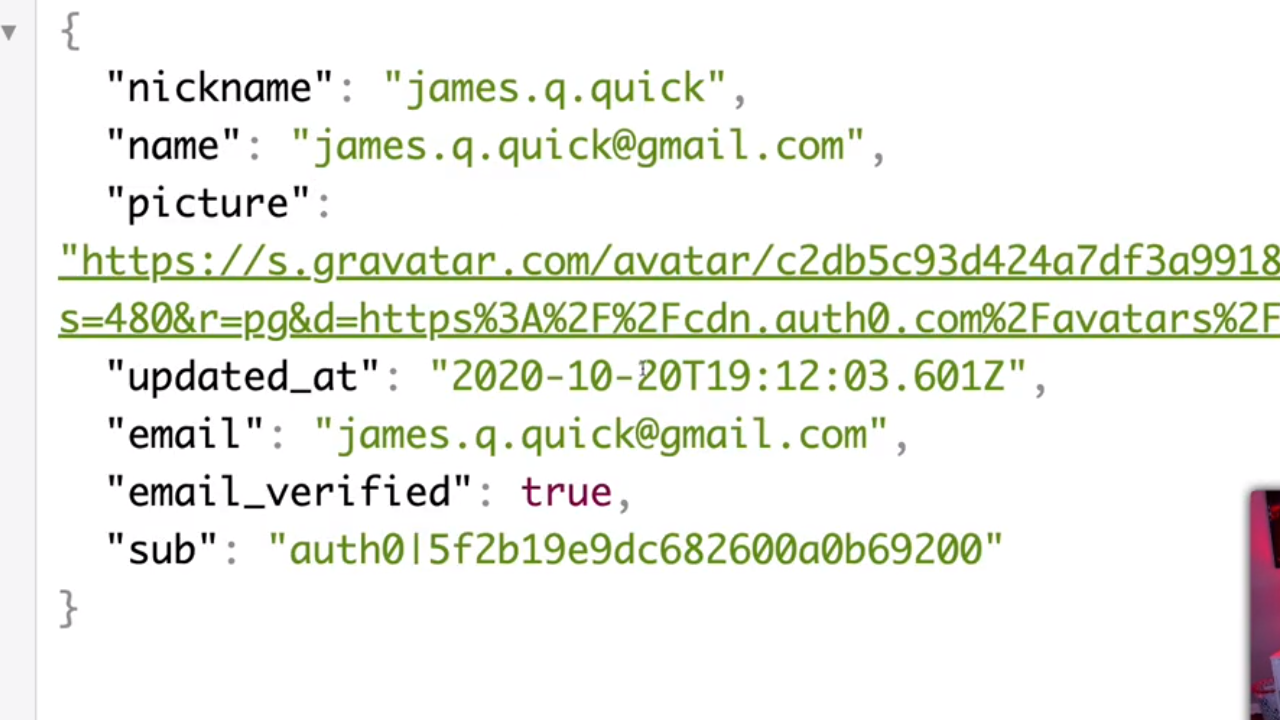 {
"nickname": "james.q.quick",
"name": "james.q.quick@gmail.com",
"picture":
"https://s.gravatar.com/avatar/c2db5c93d424a7df3a9918
s=480&r=pg&d=https%3A%2F%2Fcdn.auth0.com%2Favatars%2F
"updated_at": "2020-10-20T19:12:03.601Z",
"email": "james.q.quick@gmail.com",
"email_verified": true,
"sub": "auth0|5f2b19e9dc682600a0b69200"
}